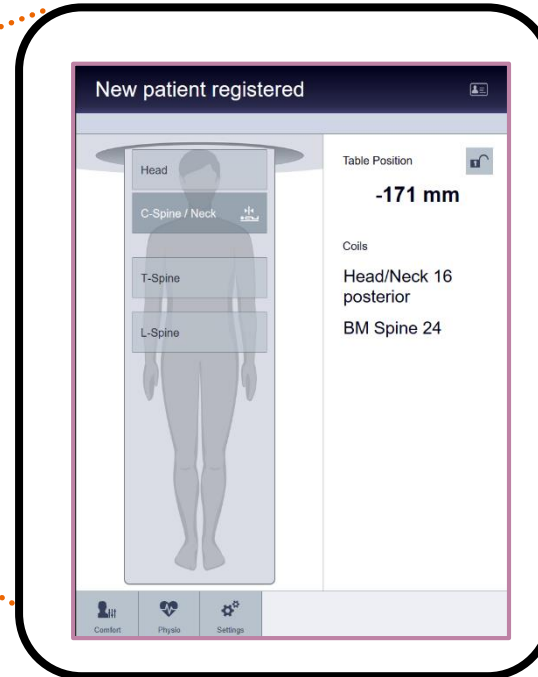 New patient registered
Head
C-Spine / Neck
T-Spine
L-Spine
Table Position
-171 mm
Coils
Head/Neck 16
posterior
BM Spine 24
Comfort
Physio
Settings